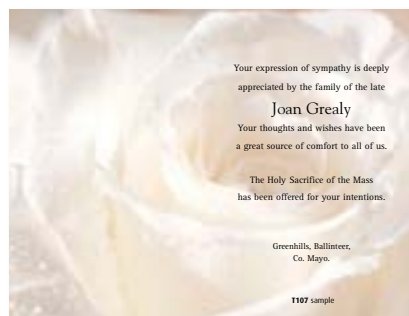 Your expression of sympathy is deeply
appreciated by the family of the late
Joan Grealy
Your thoughts and wishes have been
a great source of comfort to all of us.
The Holy Sacrifice of the Mass
has been offered for your intentions.
Greenhills, Ballinteer,
Co. Mayo.
T107 sample